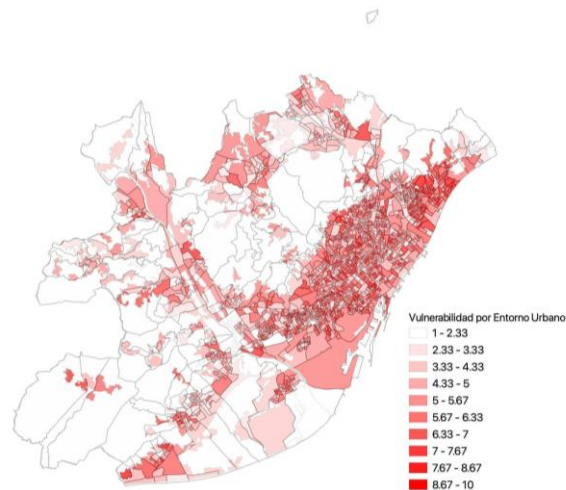 Vulnerabilidad por Entorno Urbano
1 - 2.33
2.33 - 3.33
3.33 - 4.33
4.33 - 5
5 - 5.67
5.67 - 6.33
6.33 - 7
7 - 7.67
7.67 - 8.67
8.67 - 10